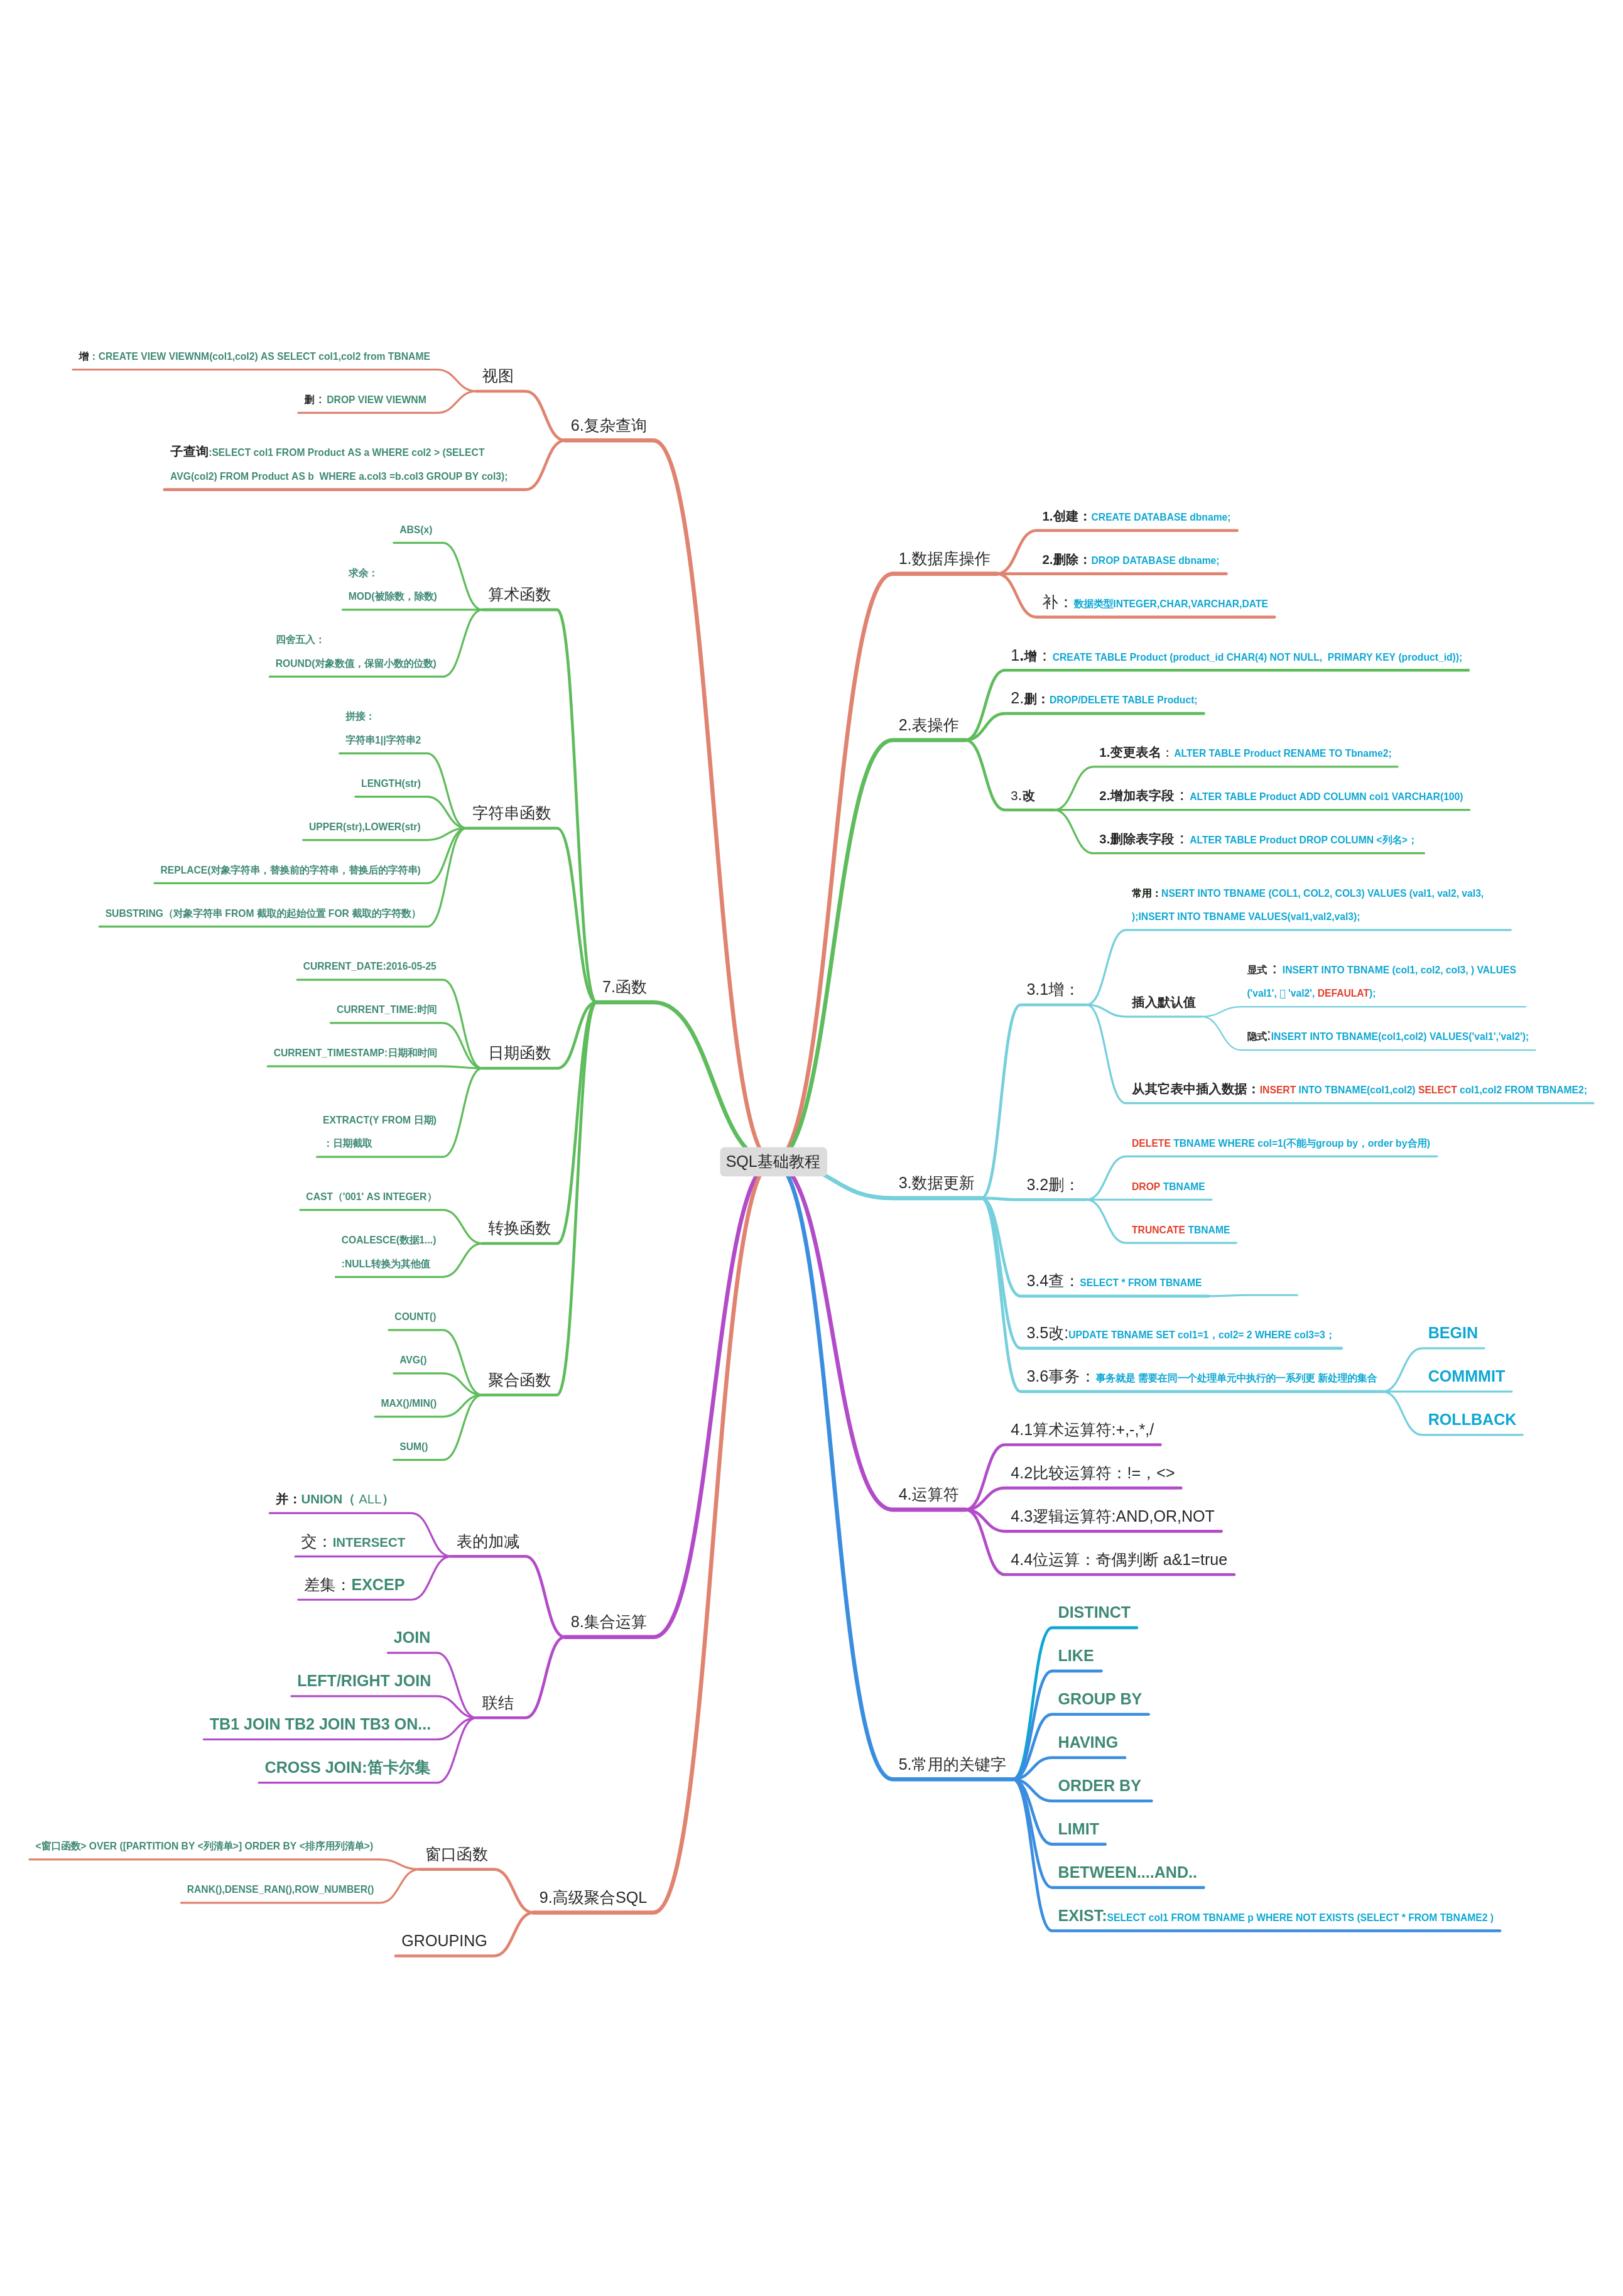 SQL基础教程
1.数据库操作
1.创建：CREATE DATABASE dbname;
2.删除：DROP DATABASE dbname;
补：数据类型INTEGER,CHAR,VARCHAR,DATE
2.表操作
1.增：CREATE TABLE Product (product_id CHAR(4) NOT NULL, PRIMARY KEY (product_id));
2.删：DROP/DELETE TABLE Product;
3.改
1.变更表名：ALTER TABLE Product RENAME TO Tbname2;
2.增加表字段：ALTER TABLE Product ADD COLUMN col1 VARCHAR(100)
3.删除表字段：ALTER TABLE Product DROP COLUMN <列名>；
3.数据更新
3.1增：
常用：NSERT INTO TBNAME (COL1, COL2, COL3) VALUES (val1, val2, val3,
);INSERT INTO TBNAME VALUES(val1,val2,val3);
插入默认值
显式：INSERT INTO TBNAME (col1, col2, col3, ) VALUES
('val1', 'val2', DEFAULAT);
隐式:INSERT INTO TBNAME(col1,col2) VALUES('val1','val2');
从其它表中插入数据：INSERT INTO TBNAME(col1,col2) SELECT col1,col2 FROM TBNAME2;
3.2删：
DELETE TBNAME WHERE col=1(不能与group by，order by合用)
DROP TBNAME
TRUNCATE TBNAME
3.4查：SELECT * FROM TBNAME
3.5改:UPDATE TBNAME SET col1=1，col2= 2 WHERE col3=3；
3.6事务：事务就是 需要在同一个处理单元中执行的一系列更 新处理的集合
BEGIN
COMMMIT
ROLLBACK
4.运算符
4.1算术运算符:+,-,*,/
4.2比较运算符：!=，<>
4.3逻辑运算符:AND,OR,NOT
4.4位运算：奇偶判断 a&1=true
5.常用的关键字
DISTINCT
LIKE
GROUP BY
HAVING
ORDER BY
LIMIT
BETWEEN....AND..
EXIST:SELECT col1 FROM TBNAME p WHERE NOT EXISTS (SELECT * FROM TBNAME2 )
6.复杂查询
视图
增：CREATE VIEW VIEWNM(col1,col2) AS SELECT col1,col2 from TBNAME
删：DROP VIEW VIEWNM
子查询:SELECT col1 FROM Product AS a WHERE col2 > (SELECT
AVG(col2) FROM Product AS b WHERE a.col3 =b.col3 GROUP BY col3);
7.函数
算术函数
ABS(x)
求余：
MOD(被除数，除数)
四舍五入：
ROUND(对象数值，保留小数的位数)
字符串函数
拼接：
字符串1||字符串2
LENGTH(str)
UPPER(str),LOWER(str)
REPLACE(对象字符串，替换前的字符串，替换后的字符串)
SUBSTRING（对象字符串 FROM 截取的起始位置 FOR 截取的字符数）
日期函数
CURRENT_DATE:2016-05-25
CURRENT_TIME:时间
CURRENT_TIMESTAMP:日期和时间
EXTRACT(Y FROM 日期)
：日期截取
转换函数
CAST（'001' AS INTEGER）
COALESCE(数据1...)
:NULL转换为其他值
聚合函数
COUNT()
AVG()
MAX()/MIN()
SUM()
8.集合运算
表的加减
并：UNION（ ALL）
交：INTERSECT
差集：EXCEP
联结
JOIN
LEFT/RIGHT JOIN
TB1 JOIN TB2 JOIN TB3 ON...
CROSS JOIN:笛卡尔集
9.高级聚合SQL
窗口函数
<窗口函数> OVER ([PARTITION BY <列清单>] ORDER BY <排序用列清单>)
RANK(),DENSE_RAN(),ROW_NUMBER()
GROUPING